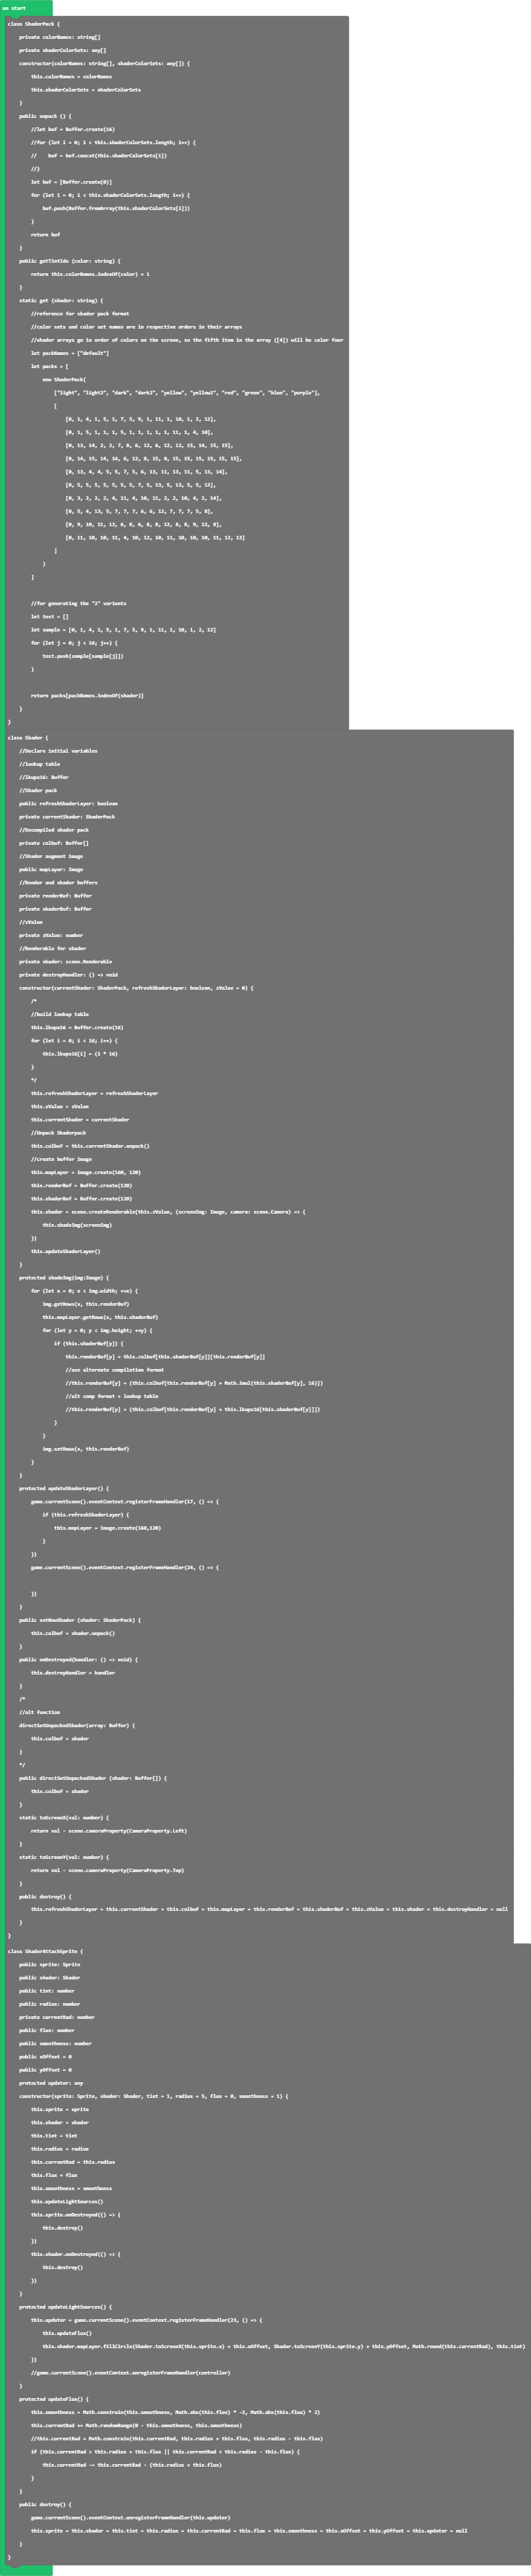 on start
class ShaderPack {
private colorNames: string[]
private shaderColorSets: any[]
constructor(colorNames: string[], shaderColorSets: any[]) {
this.colorNames = colorNames
this.shaderColorSets = shaderColorSets
}
public unpack () {
//let buf = Buffer.create(16)
//for (let i = 0; i < this.shaderColorSets.length; i++) {
//    buf = buf.concat(this.shaderColorSets[i])
//}
let buf = [Buffer.create(0)]
for (let i = 0; i < this.shaderColorSets.length; i++) {
buf.push(Buffer.fromArray(this.shaderColorSets[i]))
}
return buf
}
public getTintIdx (color: string) {
return this.colorNames.indexOf(color) + 1
}
static get (shader: string) {
//reference for shader pack format
//color sets and color set names are in respective orders in their arrays
//shader arrays go in order of colors on the screen, so the fifth item in the array ([4]) will be color four
let packNames = ["default"]
let packs = [
new ShaderPack(
["light", "light2", "dark", "dark2", "yellow", "yellow2", "red", "green", "blue", "purple"],
[
[0, 1, 4, 1, 5, 1, 7, 5, 9, 1, 11, 1, 10, 1, 2, 12],
[0, 1, 5, 1, 1, 1, 5, 1, 1, 1, 1, 1, 11, 1, 4, 10],
[0, 13, 14, 2, 2, 7, 8, 6, 12, 6, 12, 12, 15, 14, 15, 15],
[0, 14, 15, 14, 14, 6, 12, 8, 15, 8, 15, 15, 15, 15, 15, 15],
[0, 13, 4, 4, 5, 5, 7, 5, 6, 13, 11, 13, 11, 5, 13, 14],
[0, 5, 5, 5, 5, 5, 5, 5, 7, 5, 13, 5, 13, 5, 5, 13],
[0, 3, 2, 2, 2, 4, 11, 4, 10, 11, 2, 2, 10, 4, 2, 14],
[0, 5, 4, 13, 5, 7, 7, 7, 6, 6, 12, 7, 7, 7, 5, 8],
[0, 9, 10, 11, 12, 6, 8, 6, 8, 8, 12, 8, 8, 9, 12, 8],
[0, 11, 10, 10, 11, 4, 10, 12, 10, 11, 10, 10, 10, 11, 12, 12]
]
)
]
//for generating the "2" variants
let test = []
let sample = [0, 1, 4, 1, 5, 1, 7, 5, 9, 1, 11, 1, 10, 1, 2, 12]
for (let j = 0; j < 16; j++) {
test.push(sample[sample[j]])
}
return packs[packNames.indexOf(shader)]
}
}
class Shader {
//Declare initial variables
//lookup table
//lkupx16: Buffer
//Shader pack
public refreshShaderLayer: boolean
private currentShader: ShaderPack
//Decompiled shader pack
private colbuf: Buffer[]
//Shader augment image
public mapLayer: Image
//Render and shader buffers
private renderBuf: Buffer
private shaderBuf: Buffer
//zValue
private zValue: number
//Renderable for shader
private shader: scene.Renderable
private destroyHandler: () => void
constructor(currentShader: ShaderPack, refreshShaderLayer: boolean, zValue = 0) {
/*
//build lookup table
this.lkupx16 = Buffer.create(16)
for (let i = 0; i < 16; i++) {
this.lkupx16[i] = (i * 16)
}
*/
this.refreshShaderLayer = refreshShaderLayer
this.zValue = zValue
this.currentShader = currentShader
//Unpack Shaderpack
this.colbuf = this.currentShader.unpack()
//create buffer image
this.mapLayer = image.create(160, 120)
this.renderBuf = Buffer.create(120)
this.shaderBuf = Buffer.create(120)
this.shader = scene.createRenderable(this.zValue, (screenImg: Image, camera: scene.Camera) => {
this.shadeImg(screenImg)
})
this.updateShaderLayer()
}
protected shadeImg(img:Image) {
for (let x = 0; x < img.width; ++x) {
img.getRows(x, this.renderBuf)
this.mapLayer.getRows(x, this.shaderBuf)
for (let y = 0; y < img.height; ++y) {
if (this.shaderBuf[y]) {
this.renderBuf[y] = this.colbuf[this.shaderBuf[y]][this.renderBuf[y]]
//use alternate compilation format
//this.renderBuf[y] = (this.colbuf[this.renderBuf[y] + Math.imul(this.shaderBuf[y], 16)])
//alt comp format + lookup table
//this.renderBuf[y] = (this.colbuf[this.renderBuf[y] + this.lkupx16[this.shaderBuf[y]]])
}
}
img.setRows(x, this.renderBuf)
}
}
protected updateShaderLayer() {
game.currentScene().eventContext.registerFrameHandler(17, () => {
if (this.refreshShaderLayer) {
this.mapLayer = image.create(160,120)
}
})
game.currentScene().eventContext.registerFrameHandler(24, () => {
})
}
public setNewShader (shader: ShaderPack) {
this.colbuf = shader.unpack()
}
public onDestroyed(handler: () => void) {
this.destroyHandler = handler
}
/*
//alt function
directSetUnpackedShader(array: Buffer) {
this.colbuf = shader
}
*/
public directSetUnpackedShader (shader: Buffer[]) {
this.colbuf = shader
}
static toScreenX(val: number) {
return val - scene.cameraProperty(CameraProperty.Left)
}
static toScreenY(val: number) {
return val - scene.cameraProperty(CameraProperty.Top)
}
public destroy() {
this.refreshShaderLayer = this.currentShader = this.colbuf = this.mapLayer = this.renderBuf = this.shaderBuf = this.zValue = this.shader = this.destroyHandler = null
}
}
class ShaderAttachSprite {
public sprite: Sprite
public shader: Shader
public tint: number
public radius: number
private currentRad: number
public flux: number
public smoothness: number
public xOffset = 0
public yOffset = 0
protected updater: any
constructor(sprite: Sprite, shader: Shader, tint = 1, radius = 5, flux = 0, smoothness = 1) {
this.sprite = sprite
this.shader = shader
this.tint = tint
this.radius = radius
this.currentRad = this.radius
this.flux = flux
this.smoothness = smoothness
this.updateLightSources()
this.sprite.onDestroyed(() => {
this.destroy()
})
this.shader.onDestroyed(() => {
this.destroy()
})
}
protected updateLightSources() {
this.updater = game.currentScene().eventContext.registerFrameHandler(23, () => {
this.updateFlux()
this.shader.mapLayer.fillCircle(Shader.toScreenX(this.sprite.x) + this.xOffset, Shader.toScreenY(this.sprite.y) + this.yOffset, Math.round(this.currentRad), this.tint)
})
//game.currentScene().eventContext.unregisterFrameHandler(controller)
}
protected updateFlux() {
this.smoothness = Math.constrain(this.smoothness, Math.abs(this.flux) * -2, Math.abs(this.flux) * 2)
this.currentRad += Math.randomRange(0 - this.smoothness, this.smoothness)
//this.currentRad = Math.constrain(this.currentRad, this.radius + this.flux, this.radius - this.flux)
if (this.currentRad > this.radius + this.flux || this.currentRad < this.radius - this.flux) {
this.currentRad -= this.currentRad - (this.radius + this.flux)
}
}
public destroy() {
game.currentScene().eventContext.unregisterFrameHandler(this.updater)
this.sprite = this.shader = this.tint = this.radius = this.currentRad = this.flux = this.smoothness = this.xOffset = this.yOffset = this.updater = null
}
}